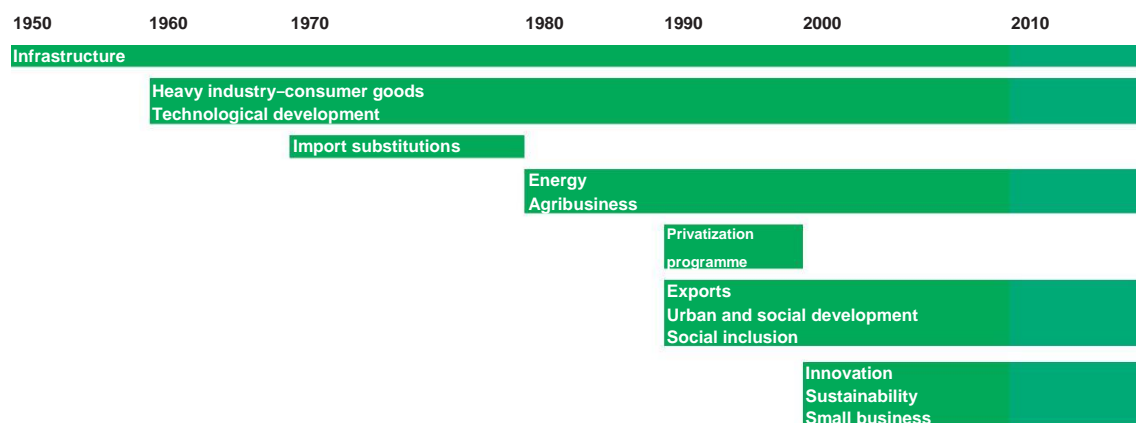 1950 1960 1970 1980 1990 2000 2010
Infrastructure
Heavy industry–consumer goods
Technological development
Import substitutions
Energy
Agribusiness
Privatization
programme
Exports
Urban and social development
Social inclusion
Innovation
Sustainability
Small business